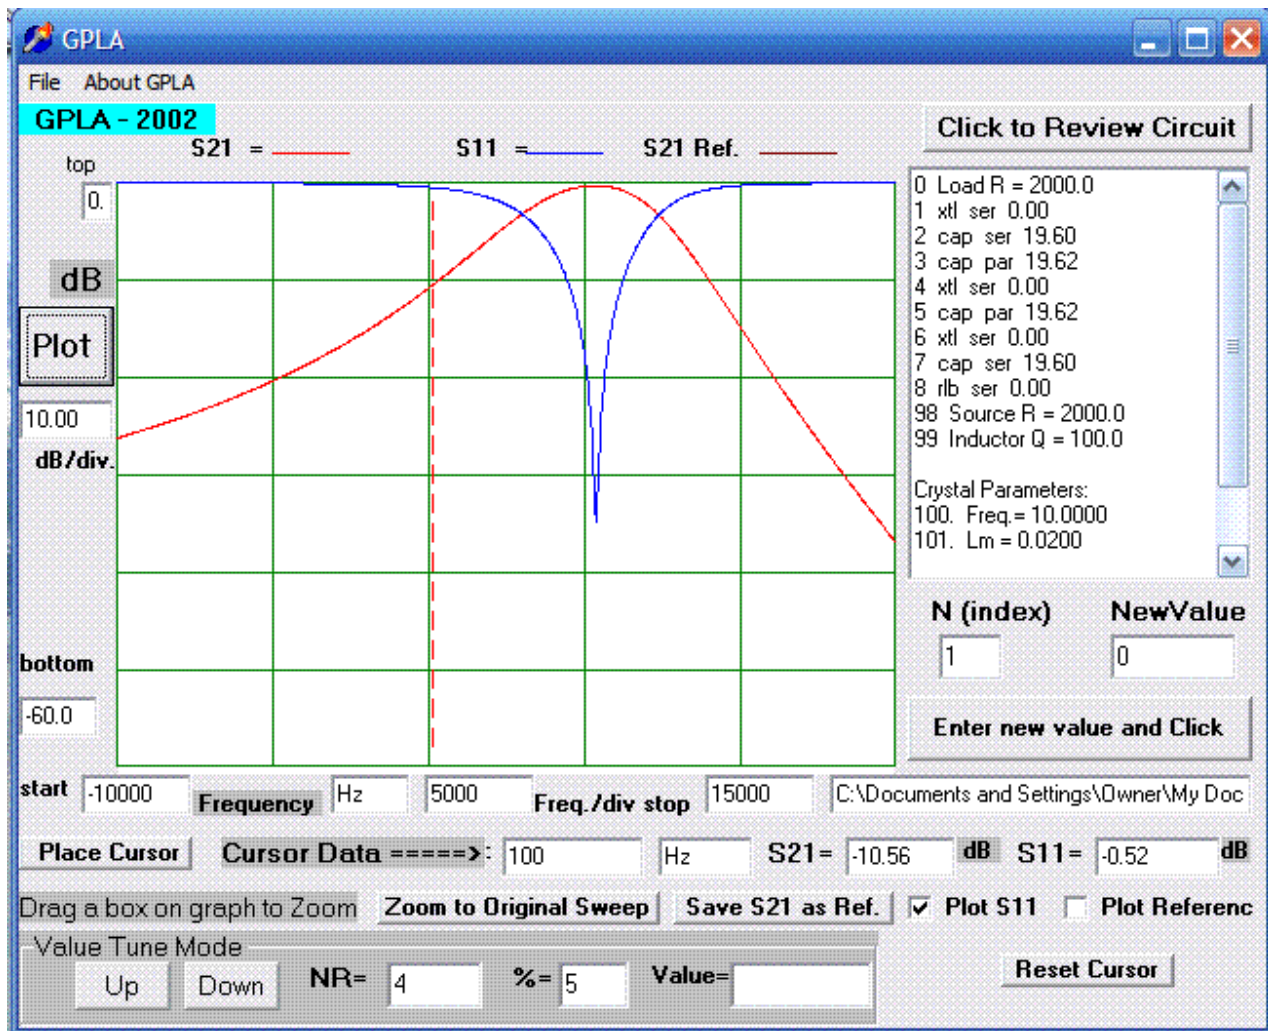 GPLA
File About GPLA
GPLA - 2002
Click to Review Circuit
S21 = S11 = S21 Ref.
top
0.
dB
Plot
10.00
dB/div.
bottom
-60.0
0 Load R = 2000.0
1 xtl ser 0.00
2 cap ser 19.60
3 cap par 19.62
4 xtl ser 0.00
5 cap par 19.62
6 xtl ser 0.00
7 cap ser 19.60
8 rlb ser 0.00
98 Source R = 2000.0
99 Inductor Q = 100.0
Crystal Parameters:
100. Freq.= 10.0000
101. Lm = 0.0200
N (index) NewValue
1 0
Enter new value and Click
start -10000 Frequency Hz 5000 Freq./div stop 15000 C:\Documents and Settings\Owner\My Doc
Place Cursor Cursor Data =====>: 100 Hz S21= -10.56 dB S11= -0.52 dB
Drag a box on graph to Zoom Zoom to Original Sweep Save S21 as Ref. Plot S11 Plot Referenc
Value Tune Mode
Up Down NR= 4 %= 5 Value= Reset Cursor